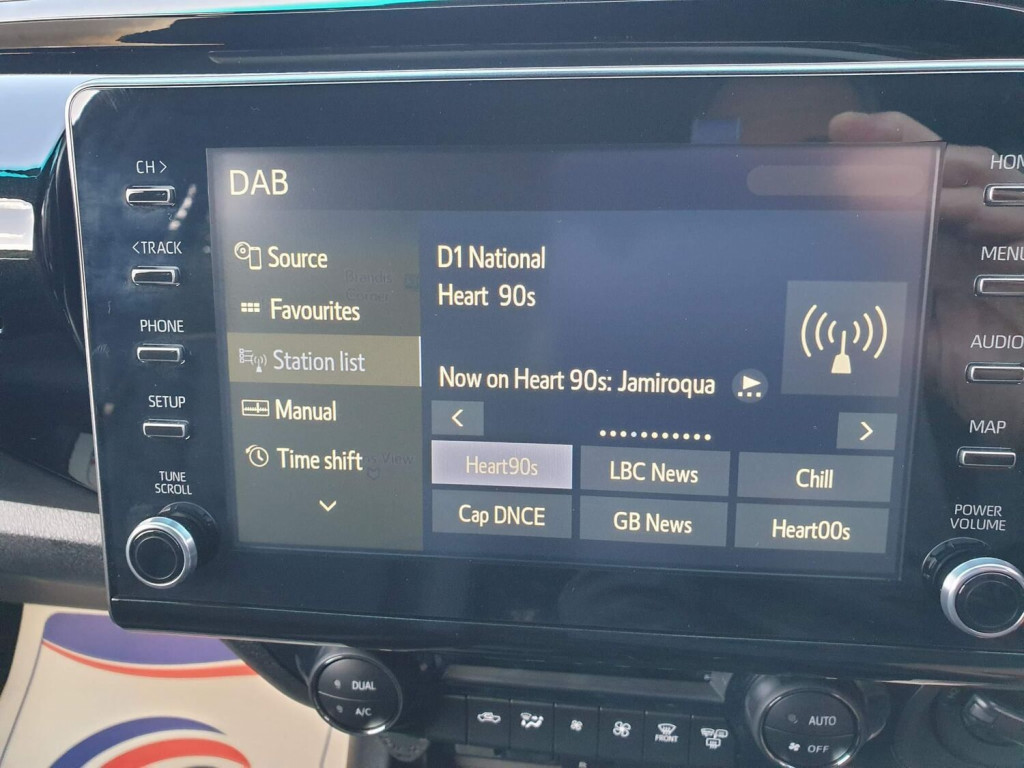 CH >
< TRACK
PHONE
SETUP
TUNE
SCROLL
DAB
Source
Favourites
Station list
Manual
Time shift
D1 National
Heart 90s
Now on Heart 90s: Jamiroqua
Heart90s
LBC News
Chill
Cap DNCE
GB News
Heart00s
HOM
MENU
AUDIO
MAP
POWER
VOLUME
DUAL
A/C
FRONT
AUTO
OFF